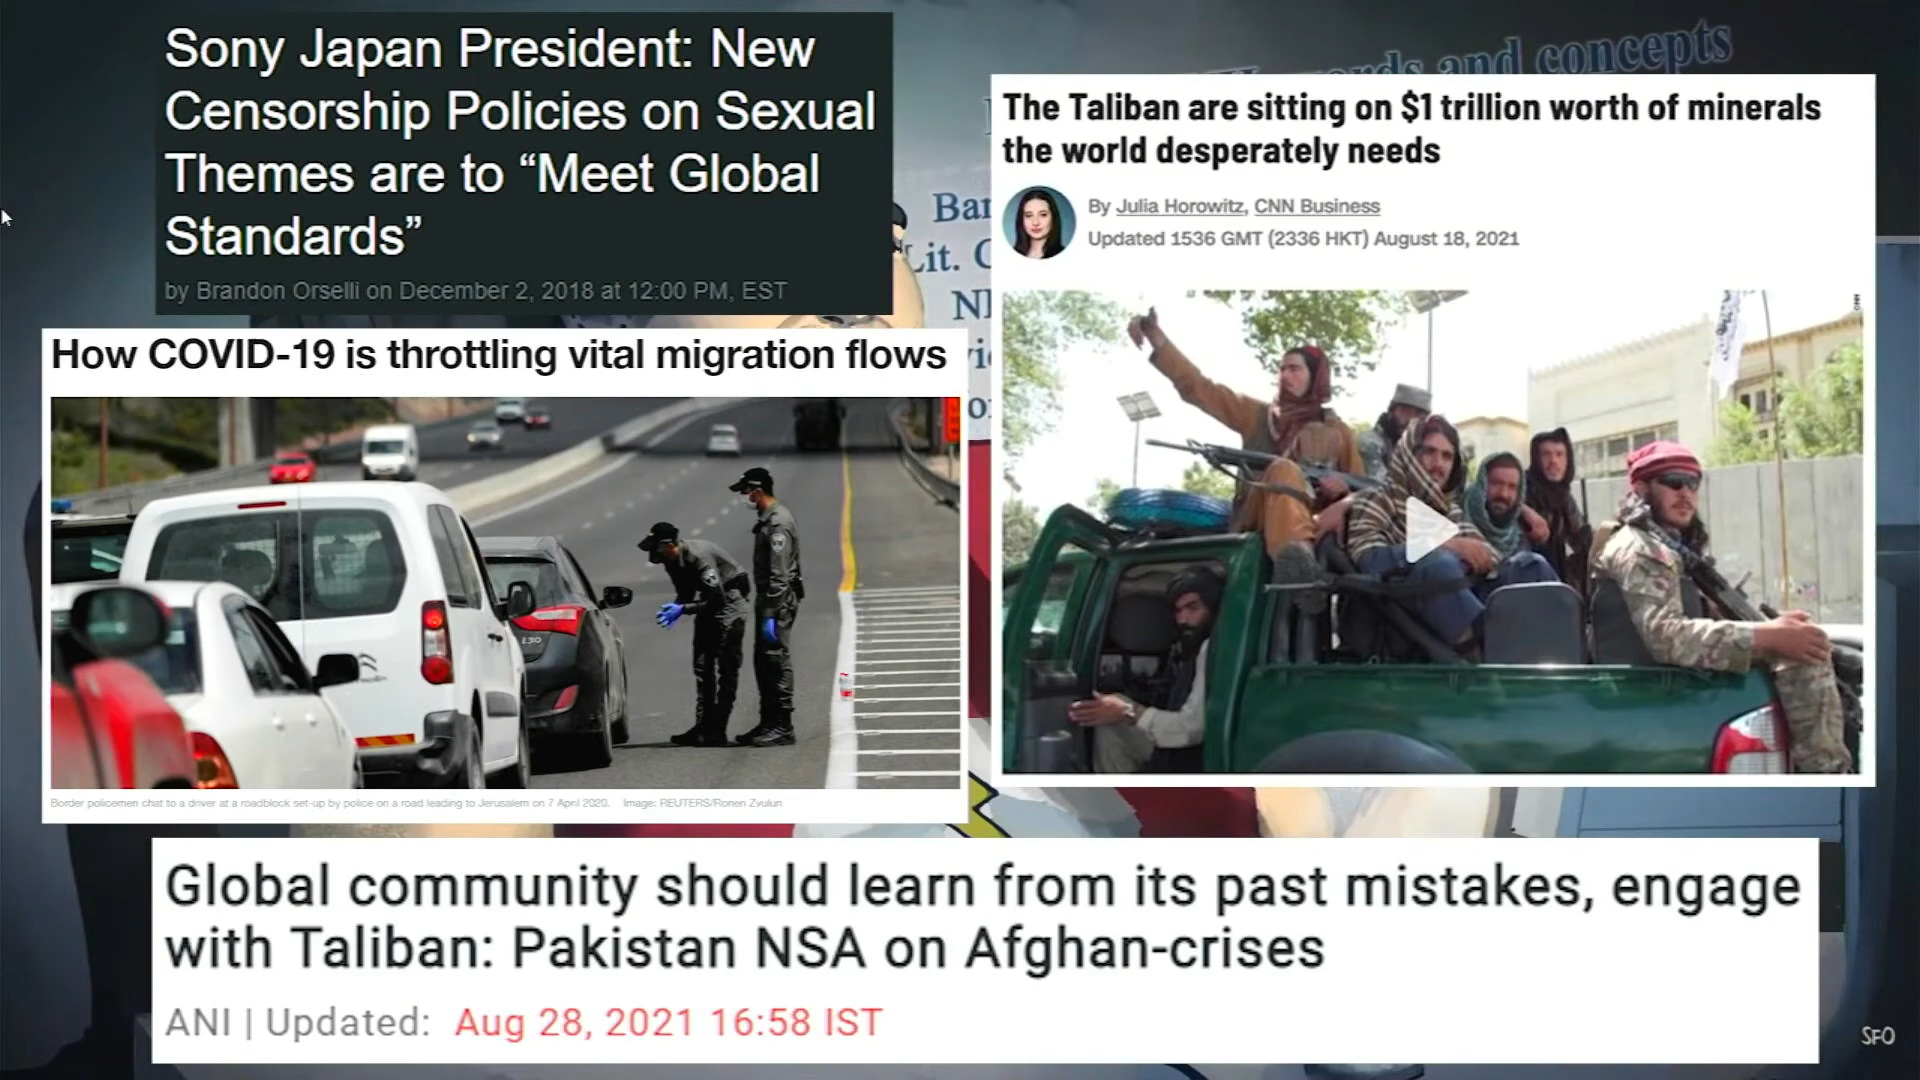 Sony Japan President: New
Censorship Policies on Sexual
Themes are to “Meet Global
Standards”
by Brandon Orselli on December 2, 2018 at 12:00 PM, EST
and concepts
The Taliban are sitting on $1 trillion worth of minerals
the world desperately needs
By Julia Horowitz, CNN Business
Updated 1536 GMT (2336 HKT) August 18, 2021
Lit.
How COVID-19 is throttling vital migration flows
Border policemen chat to a driver at a roadblock set-up by police on a road leading to Jerusalem on 7 April 2020. Image: REUTERS/Ronen Zvulun
Global community should learn from its past mistakes, engage
with Taliban: Pakistan NSA on Afghan-crises
ANI | Updated: Aug 28, 2021 16:58 IST
SFO